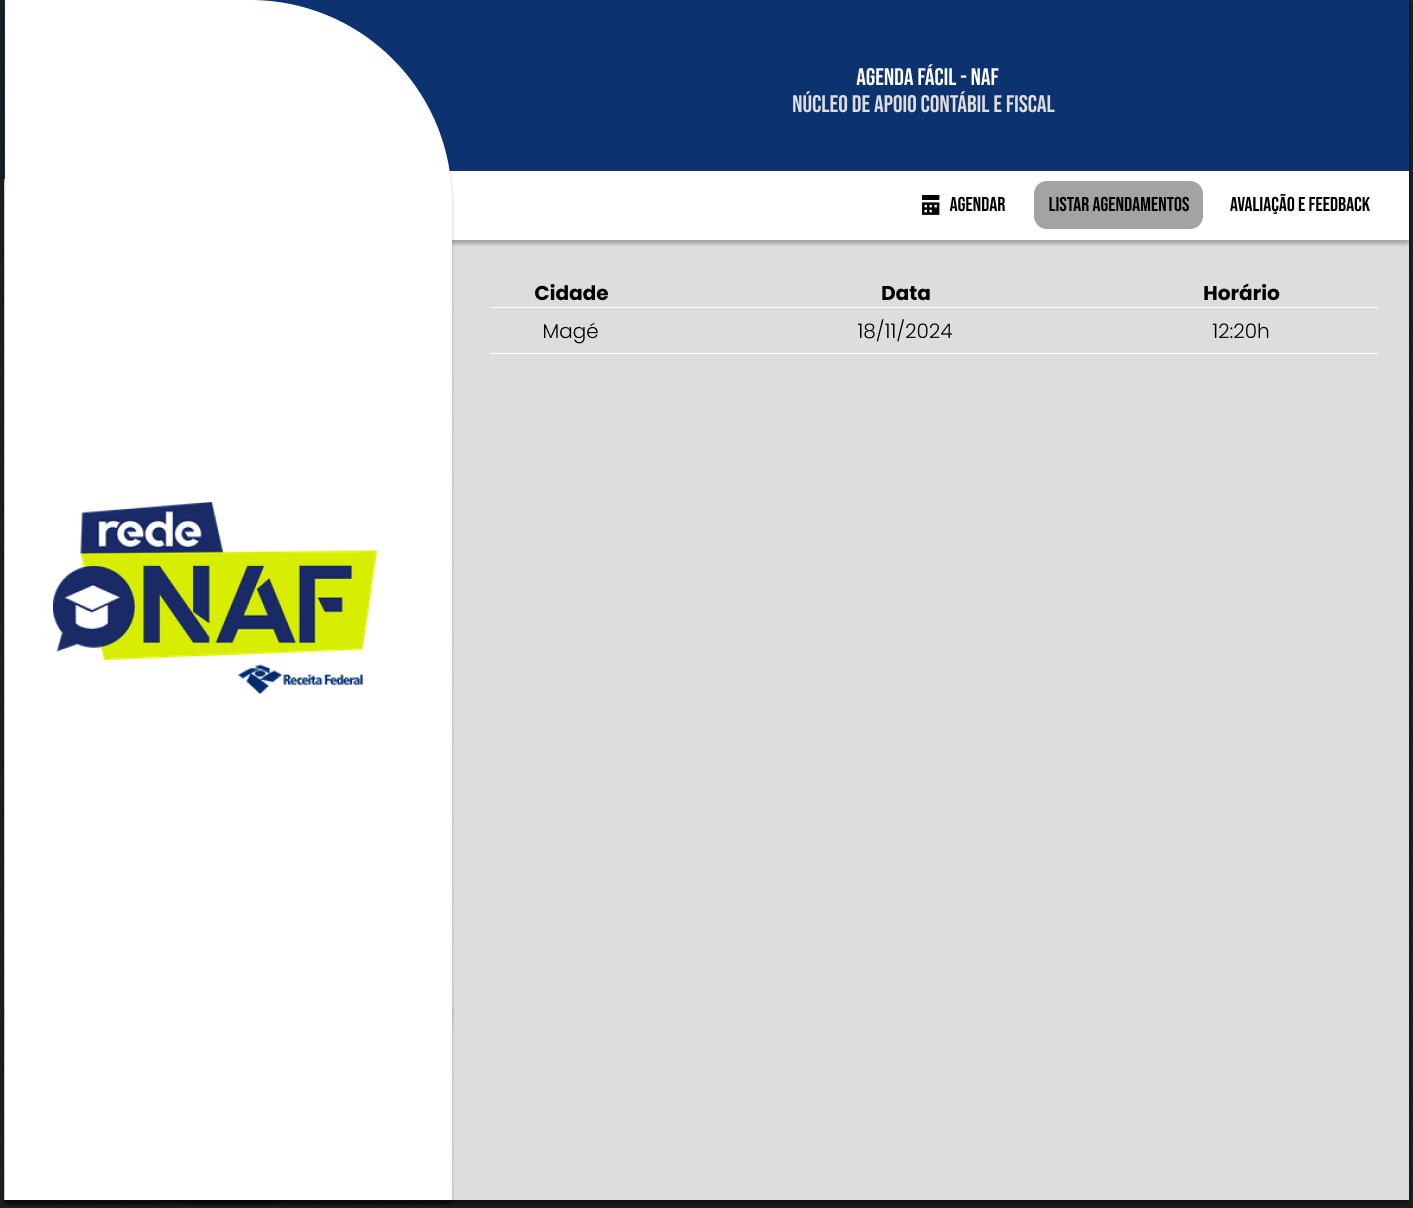 AGENDA FÁCIL - NAF
NÚCLEO DE APOIO CONTÁBIL E FISCAL
AGENDAR
LISTAR AGENDAMENTOS
AVALIAÇÃO E FEEDBACK
Cidade Data Horário
Magé 18/11/2024 12:20h
rede
NAF
Receita Federal